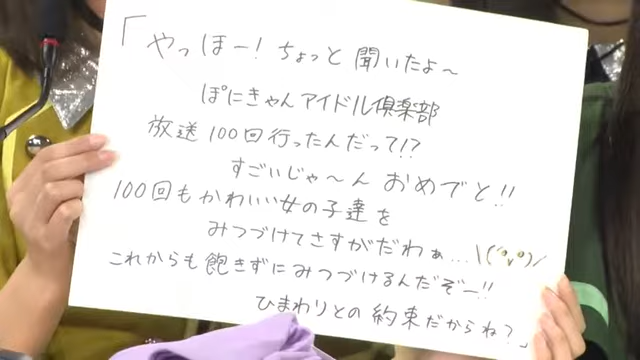 「やっほー!ちょっと聞いたよ～
ぽにきゃんアイドル倶楽部
放送100回行ったんだって!?
すごいじゃ～ん おめでと!!
100回もかわいい女の子達を
みつづけてさすがだわぁ...\(°v°)/
これからも飽きずにみつづけるんだぞー!!
ひまわりとの約束だからね?」